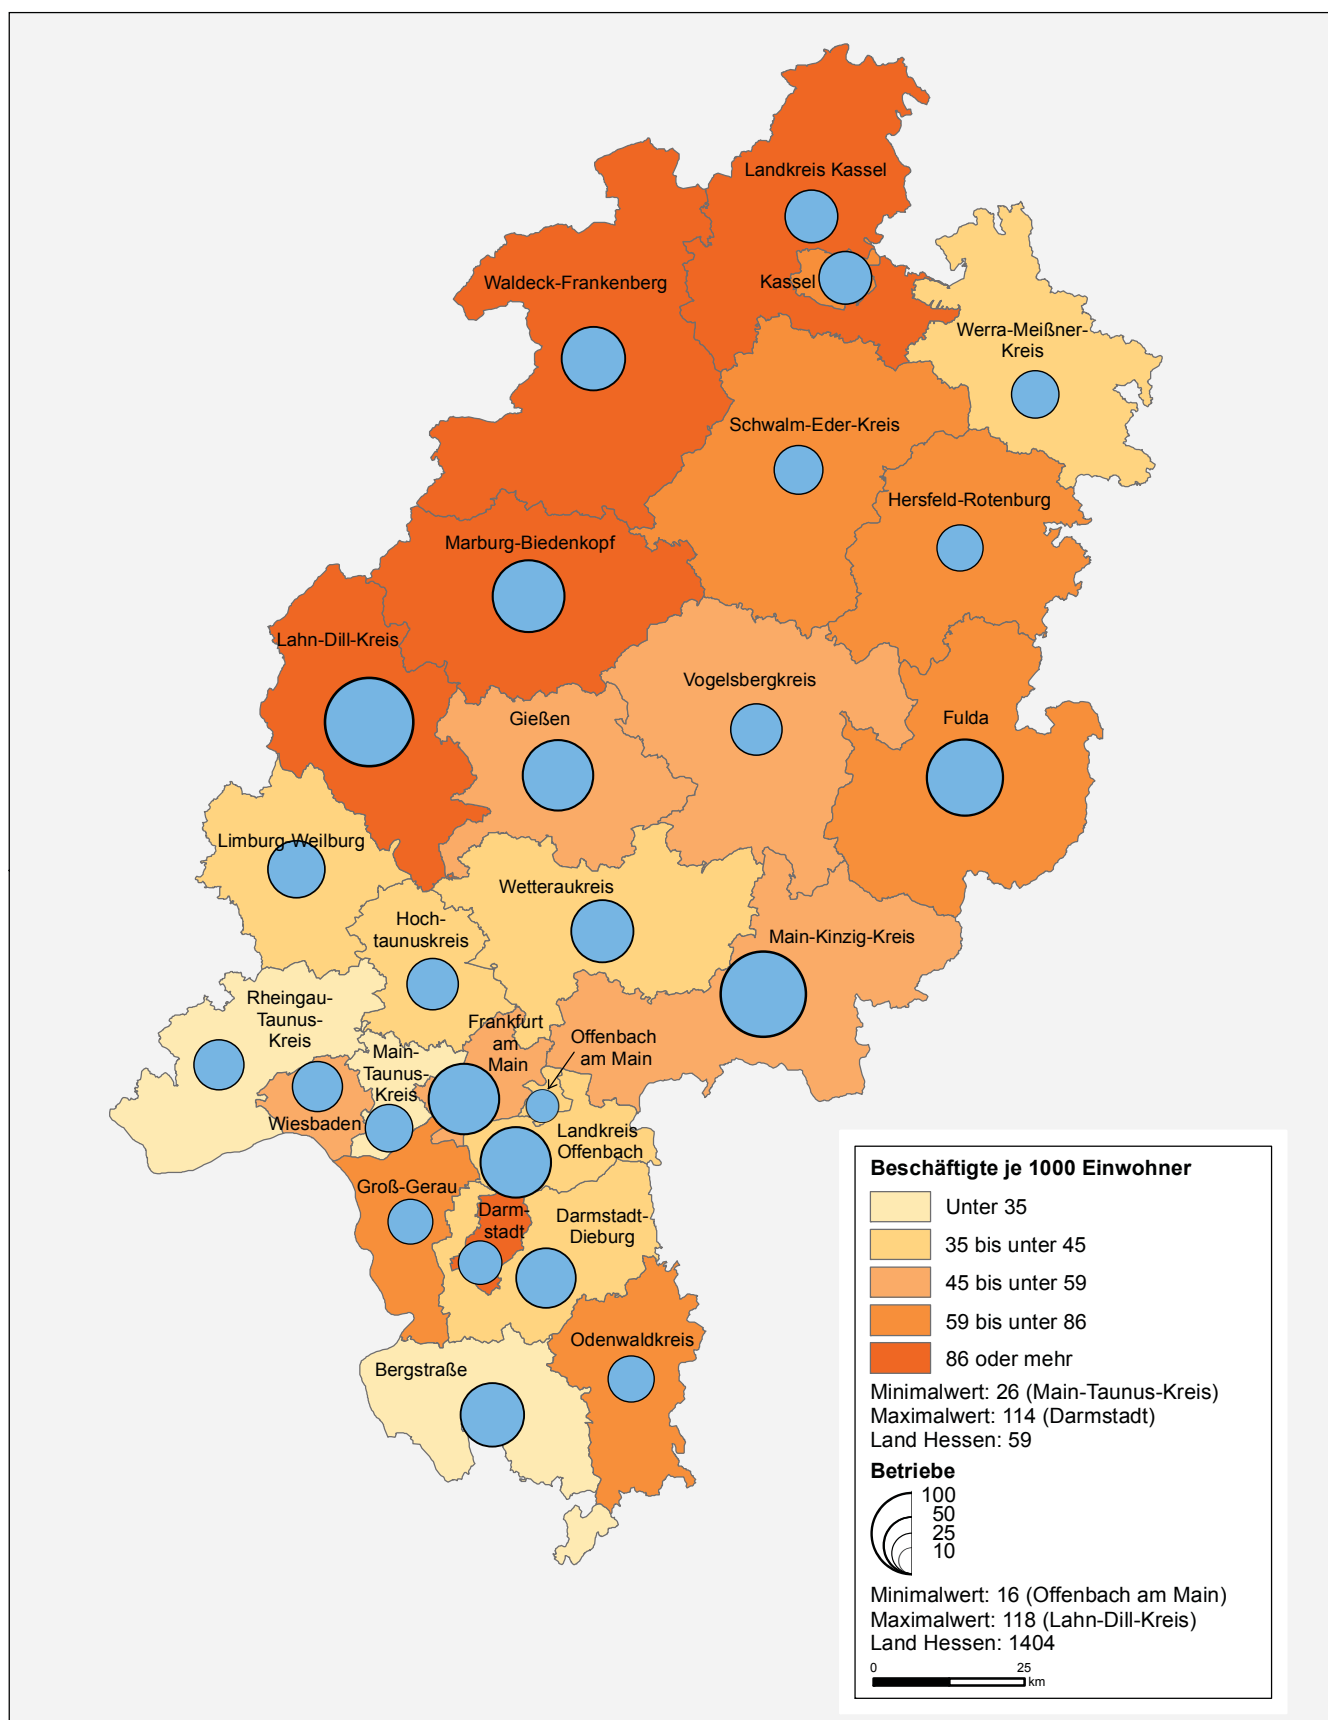 Landkreis Kassel
Waldeck-Frankenberg
Kassel
Werra-Meißner-
Kreis
Schwalm-Eder-Kreis
Hersfeld-Rotenburg
Marburg-Biedenkopf
Lahn-Dill-Kreis
Vogelsbergkreis
Gießen
Fulda
Limburg-Weilburg
Wetteraukreis
Hoch-
taunuskreis
Main-Kinzig-Kreis
Rheingau-
Taunus-
Kreis
Frankfurt
am
Main
Offenbach
am Main
Main-
Taunus-
Kreis
Wiesbaden
Landkreis
Offenbach
Groß-Gerau
Darm-
stadt
Darmstadt-
Dieburg
Odenwaldkreis
Bergstraße
Beschäftigte je 1000 Einwohner
Unter 35
35 bis unter 45
45 bis unter 59
59 bis unter 86
86 oder mehr
Minimalwert: 26 (Main-Taunus-Kreis)
Maximalwert: 114 (Darmstadt)
Land Hessen: 59
Betriebe
100
50
25
10
Minimalwert: 16 (Offenbach am Main)
Maximalwert: 118 (Lahn-Dill-Kreis)
Land Hessen: 1404
0 25
km